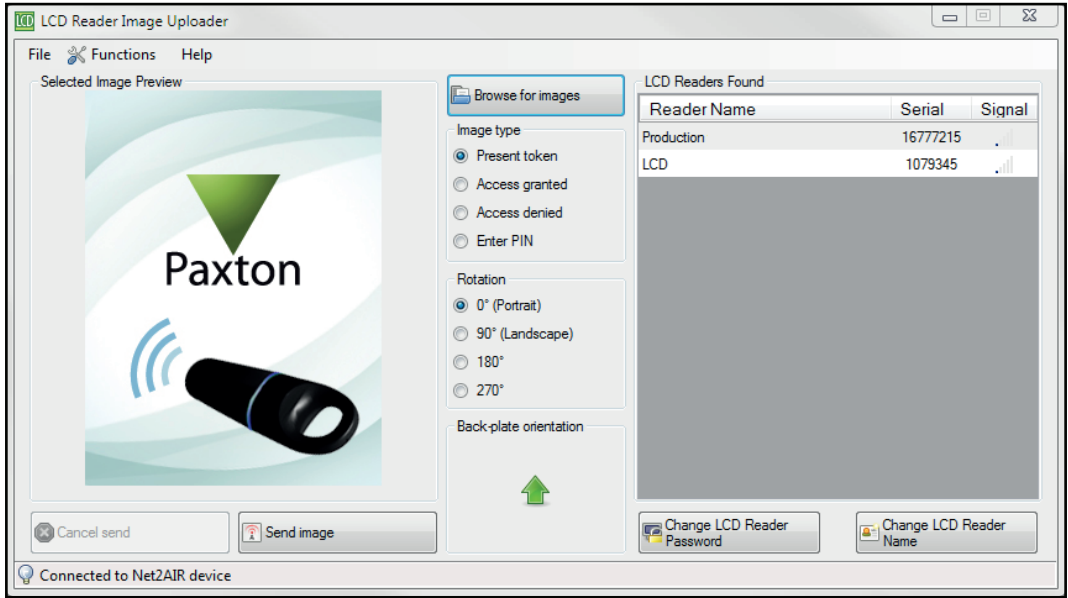 LCD LCD Reader Image Uploader
File Functions Help
Selected Image Preview
Paxton
Cancel send
Send image
Browse for images
Image type
Present token
Access granted
Access denied
Enter PIN
Rotation
0° (Portrait)
90° (Landscape)
180°
270°
Back-plate orientation
LCD Readers Found
Reader Name Serial Signal
Production 16777215
LCD 1079345
Change LCD Reader
Password
Change LCD Reader
Name
Connected to Net2AIR device